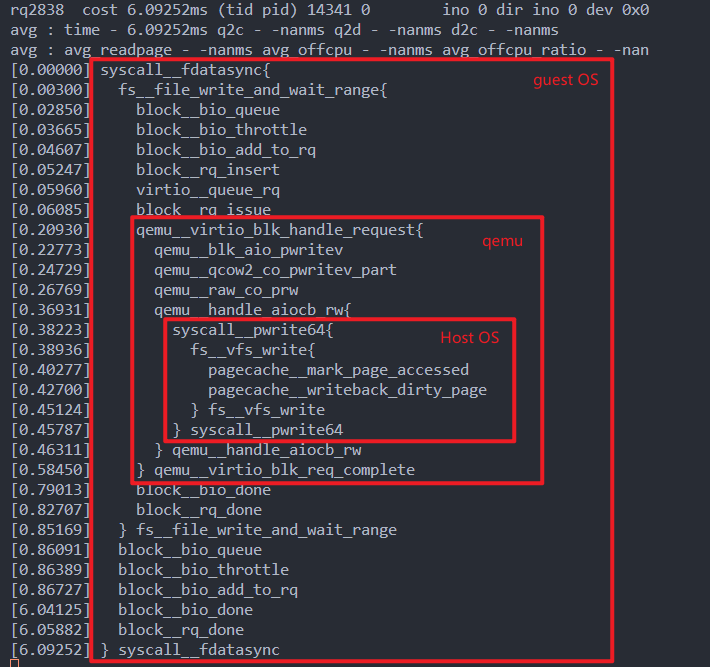 rq2838  cost 6.09252ms (tid pid) 14341 0        ino 0 dir ino 0 dev 0x0
avg : time - 6.09252ms q2c - -nanms q2d - -nanms d2c - -nanms
avg : avg_readpage - -nanms avg_offcpu - -nanms avg_offcpu_ratio - -nan
[0.00000] syscall__fdatasync{
guest OS
[0.00300]   fs__file_write_and_wait_range{
[0.02850]     block__bio_queue
[0.03665]     block__bio_throttle
[0.04607]     block__bio_add_to_rq
[0.05247]     block__rq_insert
[0.05960]     virtio__queue_rq
[0.06085]     block__rq_issue
[0.20930]     qemu__virtio_blk_handle_request{
qemu
[0.22773]       qemu__blk_aio_pwritev
[0.24729]       qemu__qcow2_co_pwritev_part
[0.26769]       qemu__raw_co_prw
[0.36931]       qemu__handle_aiocb_rw{
[0.38223]         syscall__pwrite64{
Host OS
[0.38936]           fs__vfs_write{
[0.40277]             pagecache__mark_page_accessed
[0.42700]             pagecache__writeback_dirty_page
[0.45124]           } fs__vfs_write
[0.45787]         } syscall__pwrite64
[0.46311]       } qemu__handle_aiocb_rw
[0.58450]     } qemu__virtio_blk_req_complete
[0.79013]     block__bio_done
[0.82707]     block__rq_done
[0.85169]   } fs__file_write_and_wait_range
[0.86091]   block__bio_queue
[0.86389]   block__bio_throttle
[0.86727]   block__bio_add_to_rq
[6.04125]   block__bio_done
[6.05882]   block__rq_done
[6.09252] } syscall__fdatasync